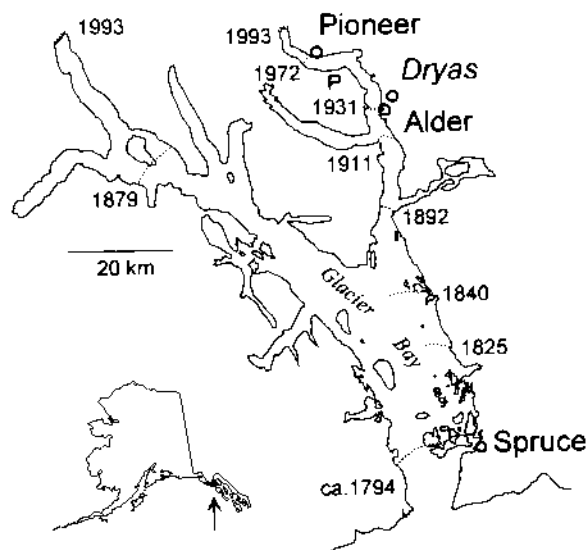 1993
1993
Pioneer
1972
P
Dryas
1931
Alder
1911
1879
1892
20 km
Glacier
Bay
1840
1825
Spruce
ca.1794